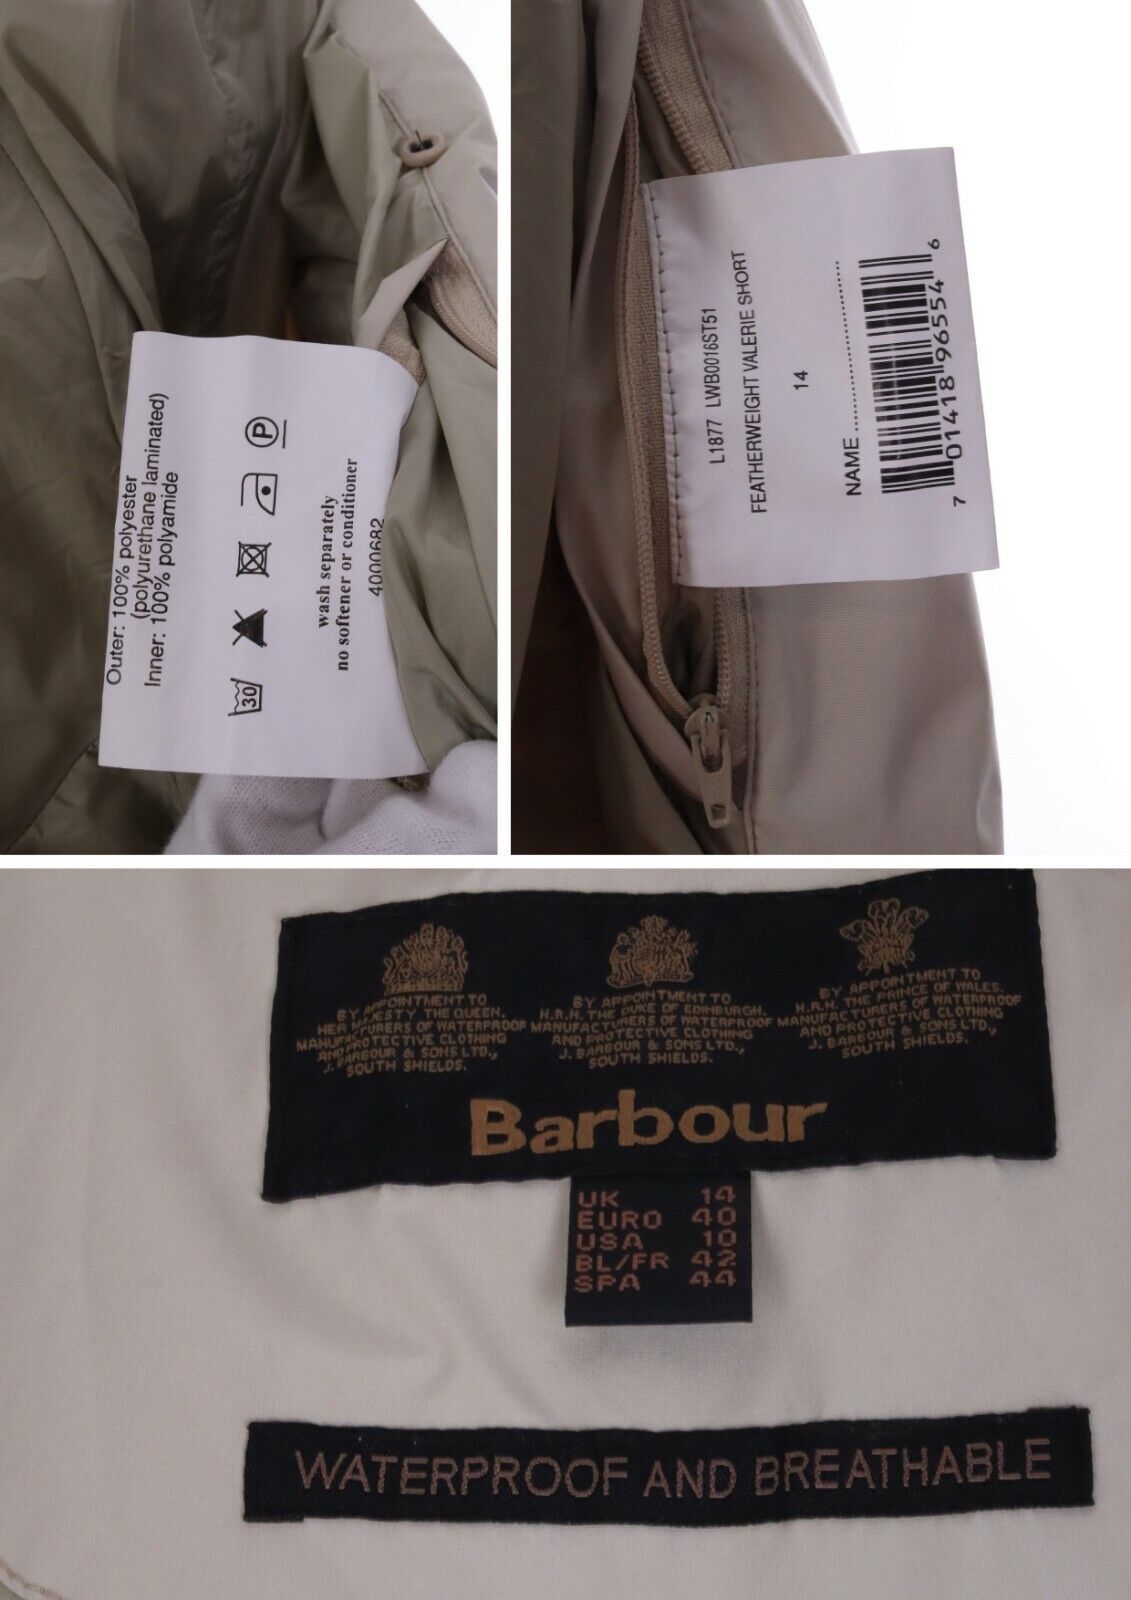 Outer: 100% polyester
(polyurethane laminated)
Inner: 100% polyamide
30
P
wash separately
no softener or conditioner
4000682
L1877 LWB0016ST51
FEATHERWEIGHT VALERIE SHORT
14
NAME ..............................
7 01418 96554 6
BY APPOINTMENT TO
HER MAJESTY THE QUEEN.
MANUFACTURERS OF WATERPROOF
AND PROTECTIVE CLOTHING
J. BARBOUR & SONS LTD.,
SOUTH SHIELDS.
BY APPOINTMENT TO
H.R.H. THE DUKE OF EDINBURGH.
MANUFACTURERS OF WATERPROOF
AND PROTECTIVE CLOTHING
J. BARBOUR & SONS LTD.,
SOUTH SHIELDS.
BY APPOINTMENT TO
H.R.H. THE PRINCE OF WALES.
MANUFACTURERS OF WATERPROOF
AND PROTECTIVE CLOTHING
J. BARBOUR & SONS LTD.,
SOUTH SHIELDS.
Barbour
UK 14
EURO 40
USA 10
BL/FR 42
SPA 44
WATERPROOF AND BREATHABLE